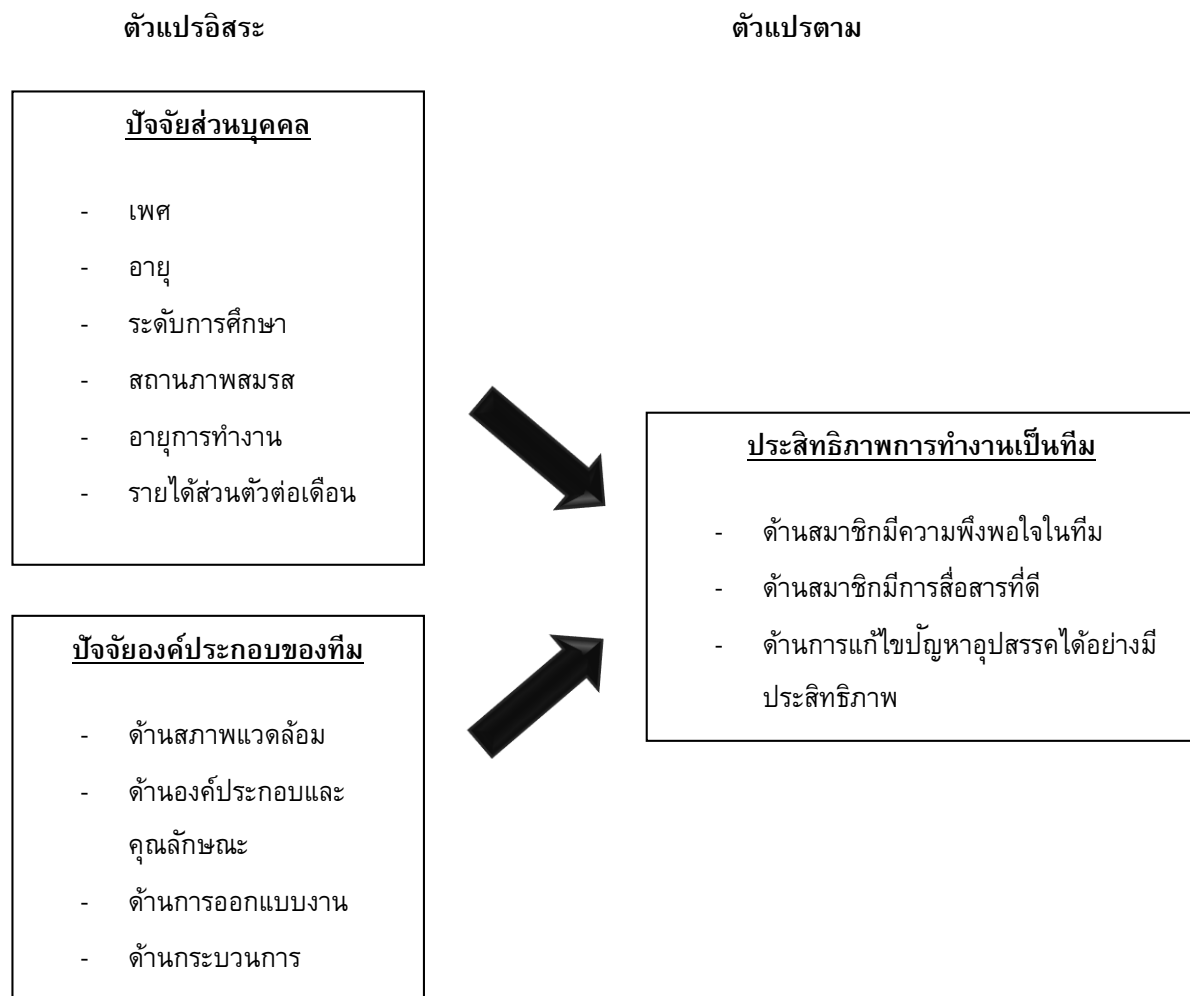 ตัวแปรอิสระ
ตัวแปรตาม
ปัจจัยส่วนบุคคล
- เพศ
- อายุ
- ระดับการศึกษา
- สถานภาพสมรส
- อายุการทำงาน
- รายได้ส่วนตัวต่อเดือน
ปัจจัยองค์ประกอบของทีม
- ด้านสภาพแวดล้อม
- ด้านองค์ประกอบและ
คุณลักษณะ
- ด้านการออกแบบงาน
- ด้านกระบวนการ
ประสิทธิภาพการทำงานเป็นทีม
- ด้านสมาชิกมีความพึงพอใจในทีม
- ด้านสมาชิกมีการสื่อสารที่ดี
- ด้านการแก้ไขปัญหาอุปสรรคได้อย่างมี
ประสิทธิภาพ